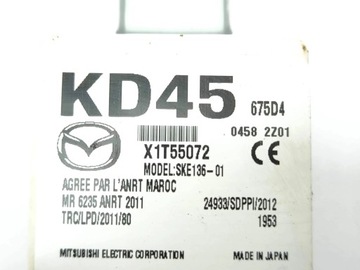 KD45 675D4
0458 2Z01
X1T55072
MODEL:SKE136-01
AGREE PAR L'ANRT MAROC
MR 6235 ANRT 2011 24933/SDPPI/2012
TRC/LPD/2011/80 1953
MITSUBISHI ELECTRIC CORPORATION MADE IN JAPAN